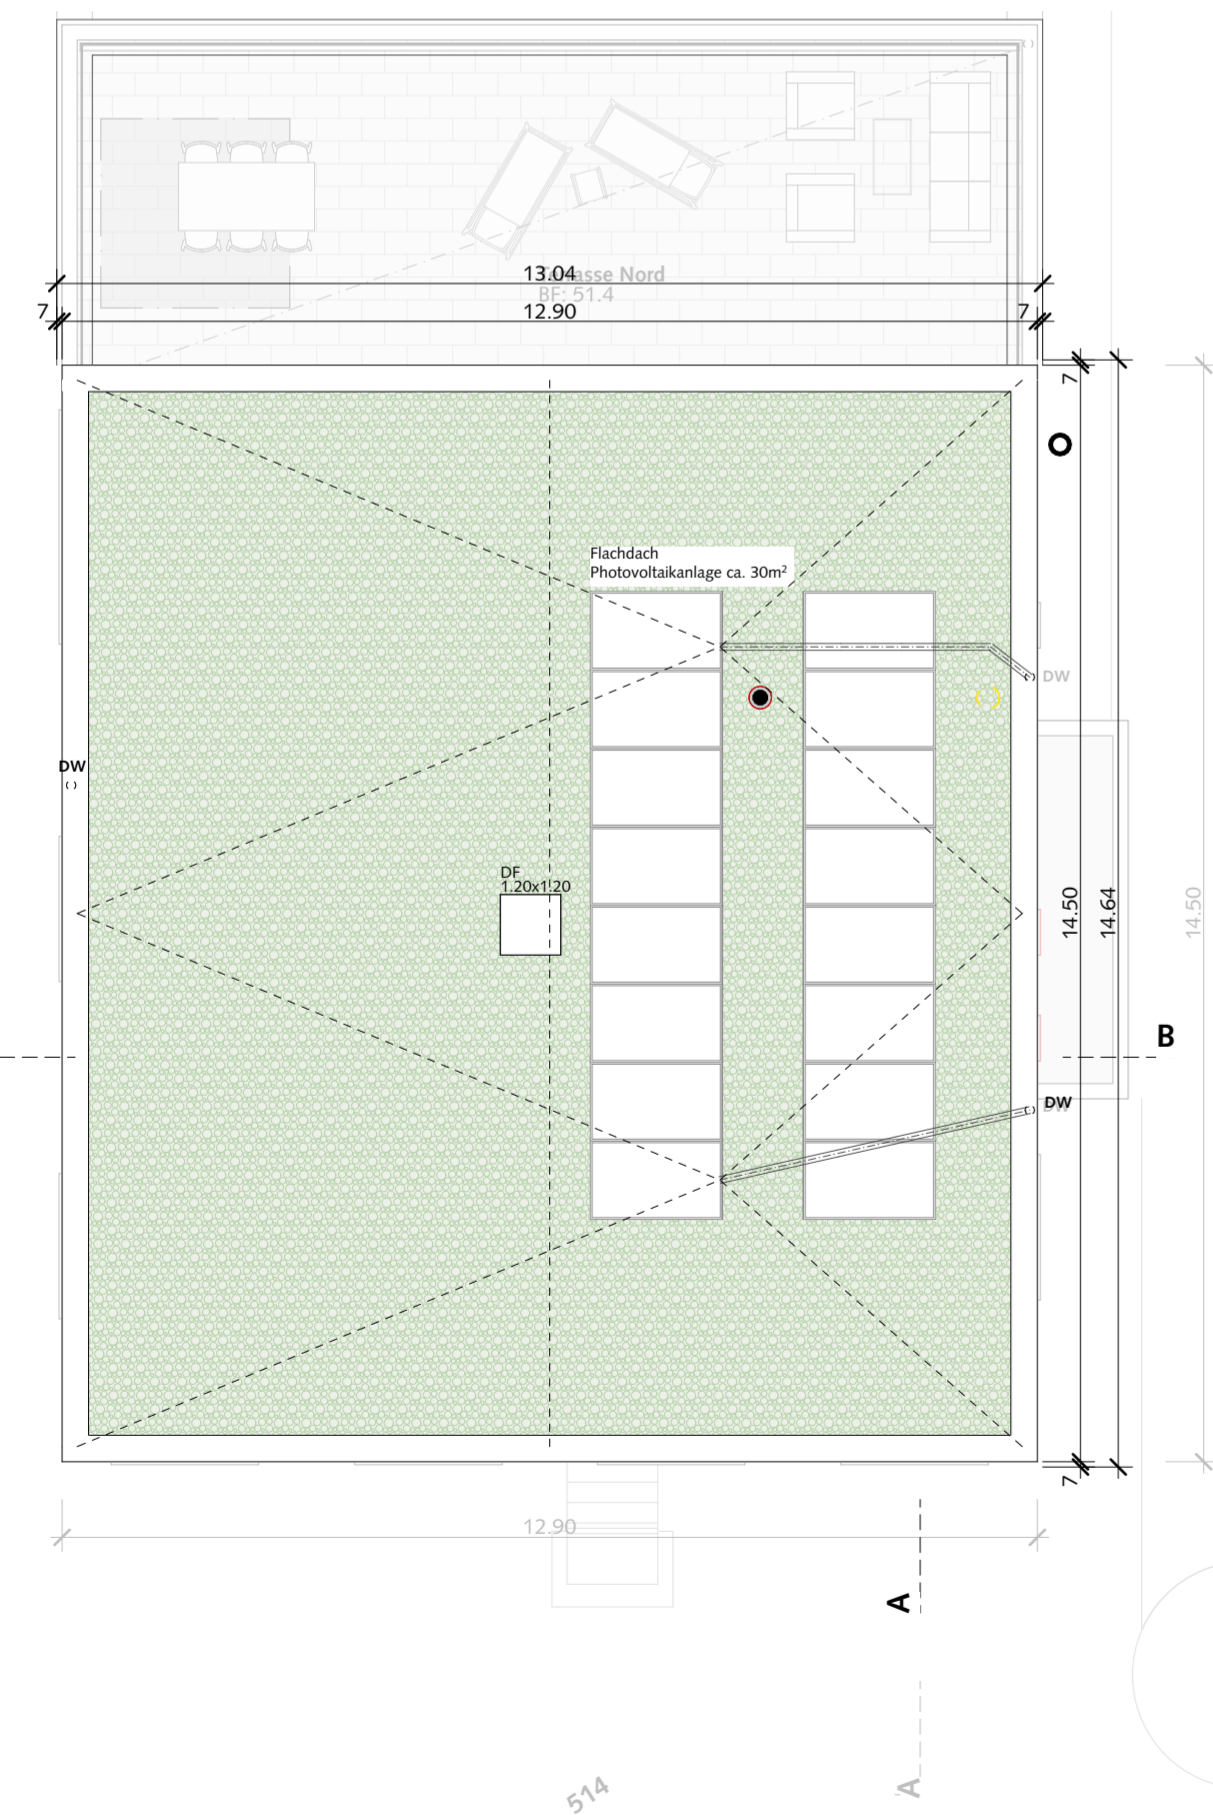 13.04
Terrasse Nord
BF: 51.4
7
12.90
7
7
Flachdach
Photovoltaikanlage ca. 30m²
DW
DW
DF
1.20x1.20
14.50
14.64
14.50
B
DW
DW
7
12.90
A
A
514